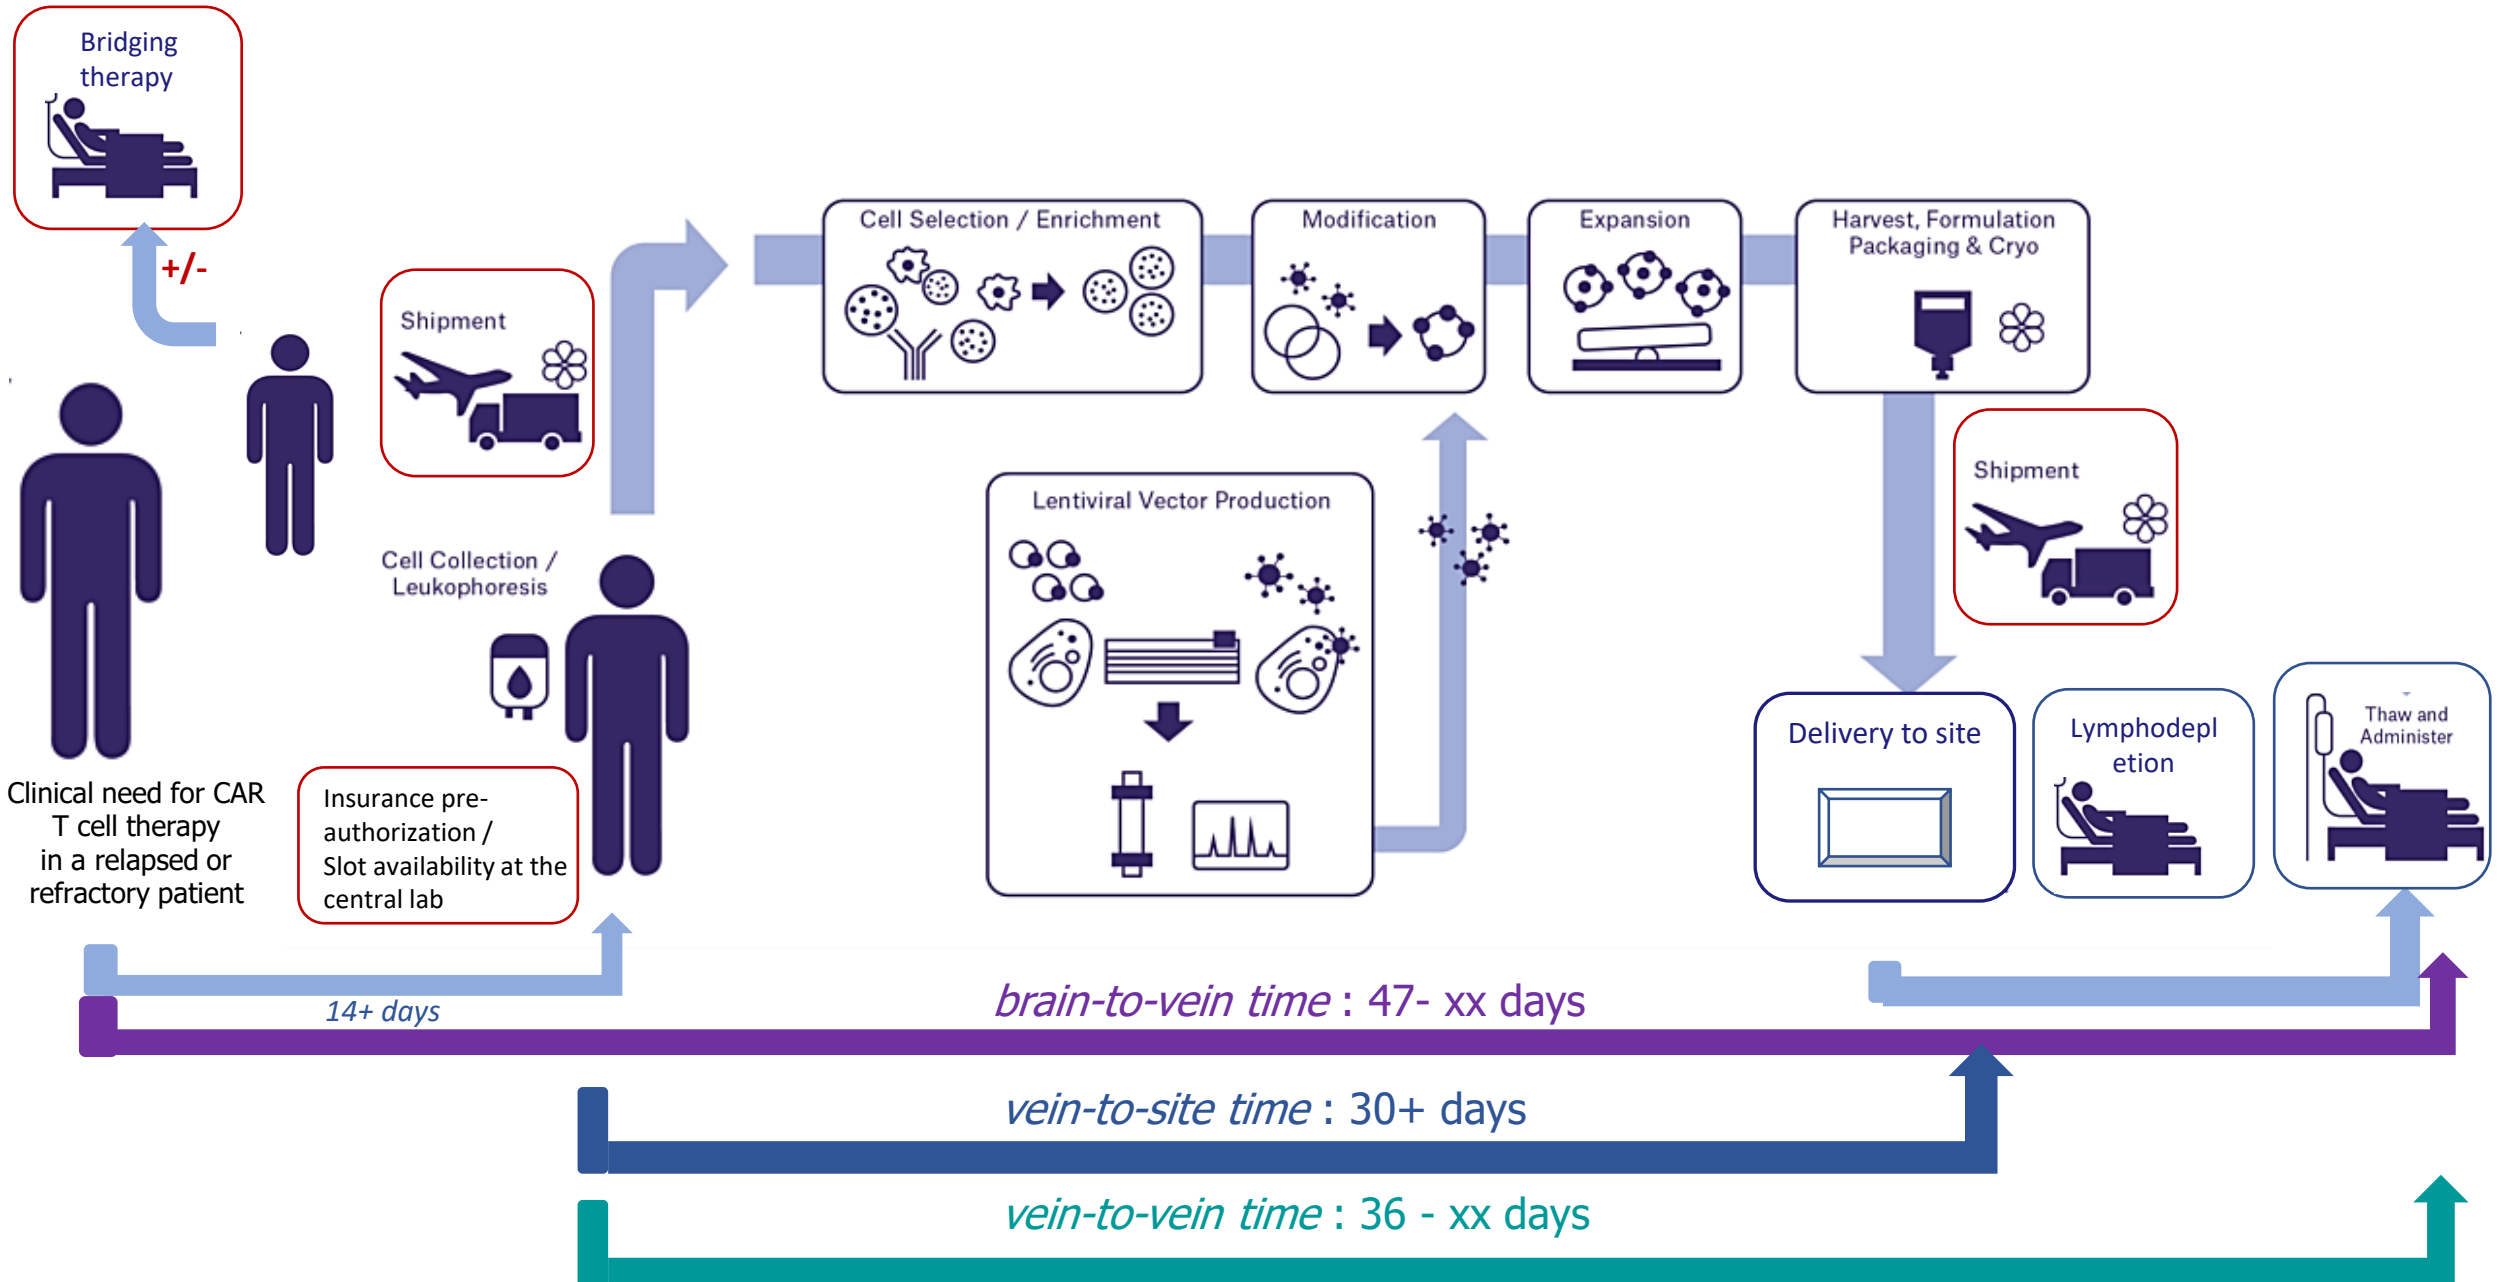 Bridging
therapy
+/-
Shipment
Cell Collection /
Leukophoresis
Cell Selection / Enrichment
Modification
Expansion
Harvest, Formulation
Packaging & Cryo
Lentiviral Vector Production
Shipment
Clinical need for CAR
T cell therapy
in a relapsed or
refractory patient
Insurance pre-
authorization /
Slot availability at the
central lab
Delivery to site
Lymphodepl
etion
Thaw and
Administer
14+ days
brain-to-vein time : 47- xx days
vein-to-site time : 30+ days
vein-to-vein time : 36 - xx days